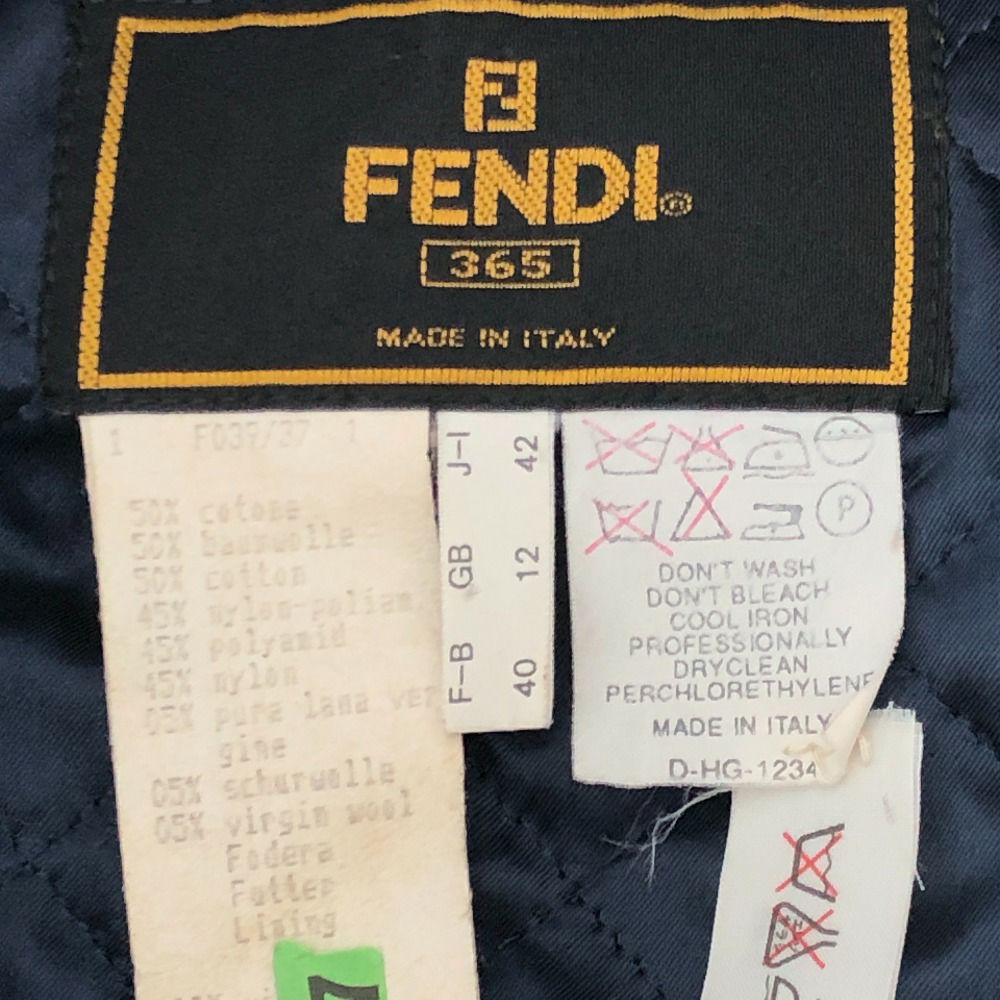 FENDI®
365
MADE IN ITALY
1 F039/37 1
50% cotone
50% baumwolle
50% cotton
45% nylon-poliam
45% polyamid
45% nylon
05% pura lana ver
gine
05% schurwolle
05% virgin wool
Fodera
Futter
Lining
J-I 42
GB 12
F-B 40
P
DON'T WASH
DON'T BLEACH
COOL IRON
PROFESSIONALLY
DRYCLEAN
PERCHLORETHYLENE
MADE IN ITALY
D-HG-1234